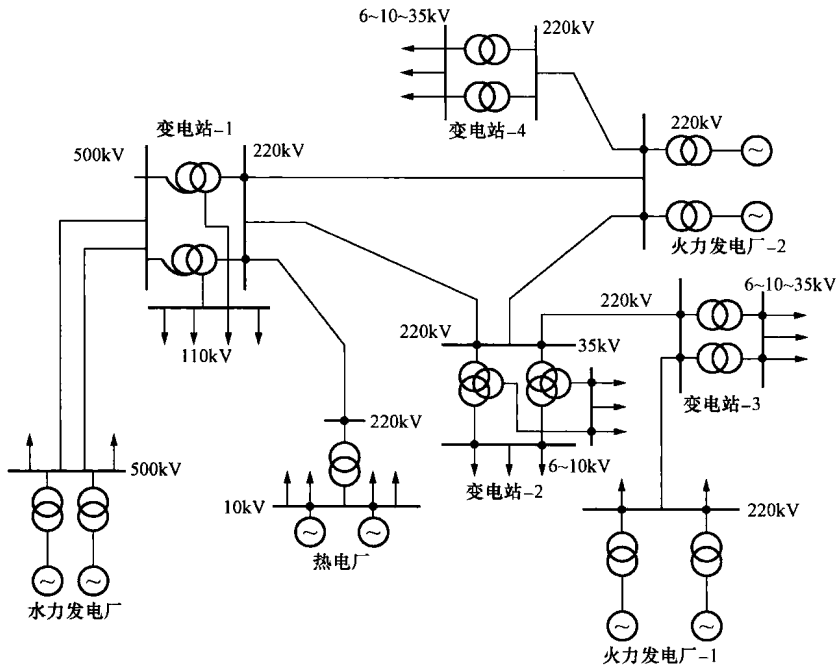 6~10~35kV
220kV
变电站-4
变电站-1
500kV
220kV
220kV
火力发电厂-2
110kV
220kV
6~10~35kV
220kV
35kV
变电站-3
220kV
500kV
6~10kV
变电站-2
10kV
220kV
热电厂
水力发电厂
火力发电厂-1
~
~
~
~
~
~
~
~